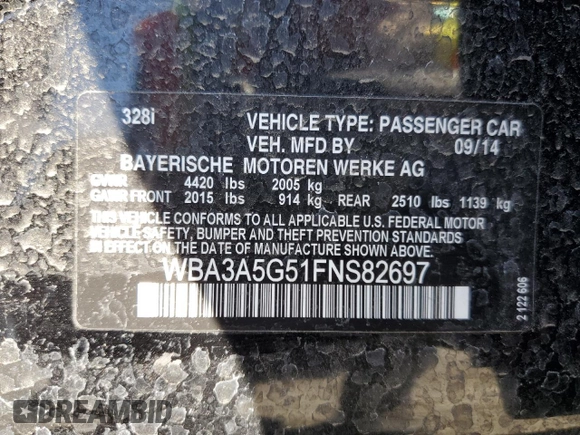 328i VEHICLE TYPE: PASSENGER CAR
VEH. MFD BY 09/14
BAYERISCHE MOTOREN WERKE AG
GVWR 4420 lbs 2005 kg
GAWR FRONT 2015 lbs 914 kg REAR 2510 lbs 1139 kg
THIS VEHICLE CONFORMS TO ALL APPLICABLE U.S. FEDERAL MOTOR
VEHICLE SAFETY, BUMPER AND THEFT PREVENTION STANDARDS
IN EFFECT ON THE DATE OF MANUFACTURE SHOWN ABOVE.
WBA3A5G51FNS82697
2 122 606
DREAMBID